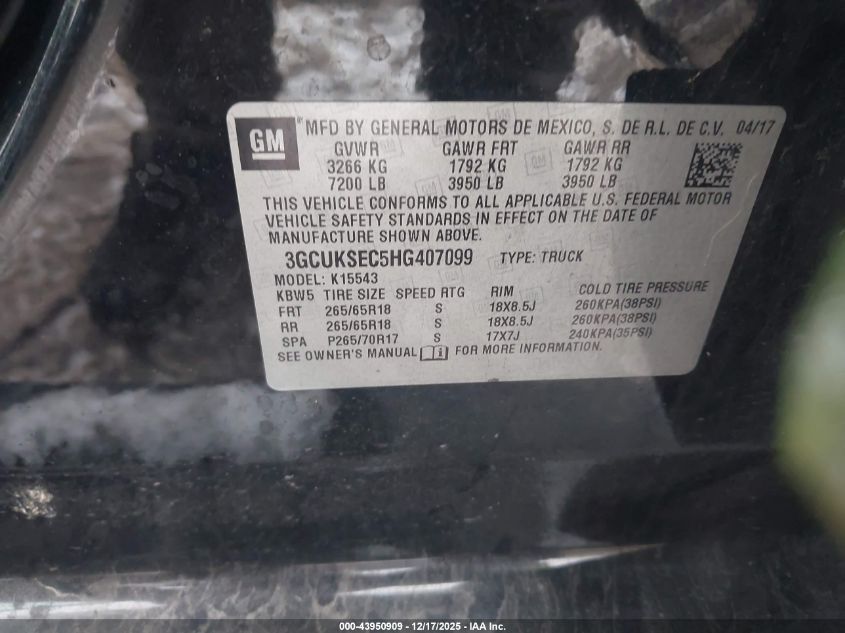 GM
® MFD BY GENERAL MOTORS DE MEXICO, S. DE R.L. DE C.V. 04/17
GVWR GAWR FRT GAWR RR
3266 KG 1792 KG 1792 KG
7200 LB 3950 LB 3950 LB
THIS VEHICLE CONFORMS TO ALL APPLICABLE U.S. FEDERAL MOTOR
VEHICLE SAFETY STANDARDS IN EFFECT ON THE DATE OF
MANUFACTURE SHOWN ABOVE.
3GCUKSEC5HG407099 TYPE: TRUCK
MODEL: K15543
KBW5 TIRE SIZE SPEED RTG RIM COLD TIRE PRESSURE
FRT 265/65R18 S 18X8.5J 260KPA(38PSI)
RR 265/65R18 S 18X8.5J 260KPA(38PSI)
SPA P265/70R17 S 17X7J 240KPA(35PSI)
SEE OWNER'S MANUAL FOR MORE INFORMATION.
000-43950909 - 12/17/2025 - IAA Inc.